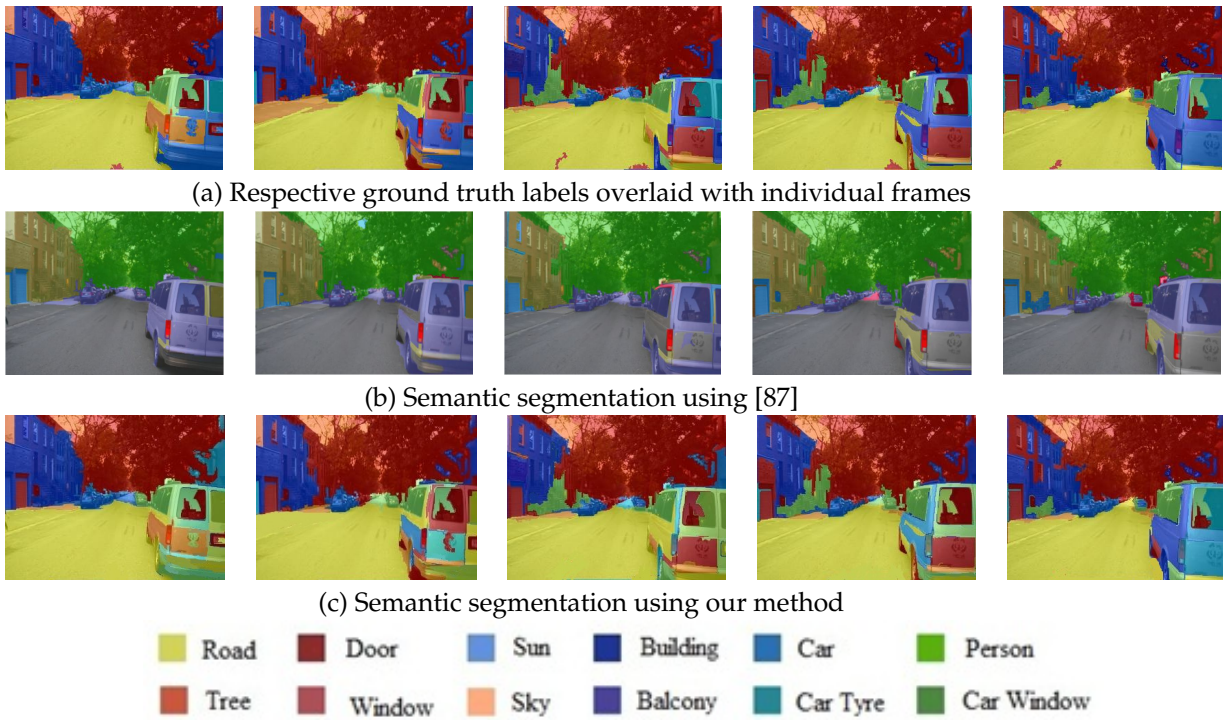 (a) Respective ground truth labels overlaid with individual frames
(b) Semantic segmentation using [87]
(c) Semantic segmentation using our method
Road Door Sun Building Car Person
Tree Window Sky Balcony Car Tyre Car Window